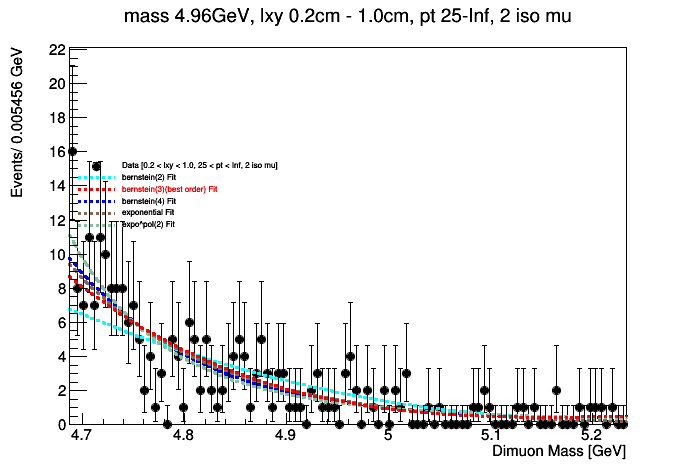 mass 4.96GeV, lxy 0.2cm - 1.0cm, pt 25-Inf, 2 iso mu
Events/ 0.005456 GeV
22
20
18
16
14
12
10
8
6
4
2
0
Data [0.2 < lxy < 1.0, 25 < pt < Inf, 2 iso mu]
bernstein(2) Fit
bernstein(3)(best order) Fit
bernstein(4) Fit
exponential Fit
expo*pol(2) Fit
4.7 4.8 4.9 5 5.1 5.2
Dimuon Mass [GeV]